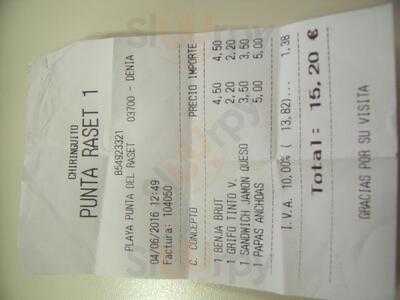 CHIRINGUITO
PUNTA RASET 1
B54923321
PLAYA PUNTA DEL RASET 03700 - DENIA
04/06/2016 12:49
Factura: T04060
C. CONCEPTO PRECIO IMPORTE
1 BENJA BRUT 4,50 4,50
1 GRIFO TINTO V. 2,20 2,20
1 SANDWICH JAMON QUESO 3,50 3,50
1 PAPAS ANCHOAS 5,00 5,00
I.V.A. 10,00% ( 13,82)... 1,38
Total: 15,20 €
GRACIAS POR SU VISITA